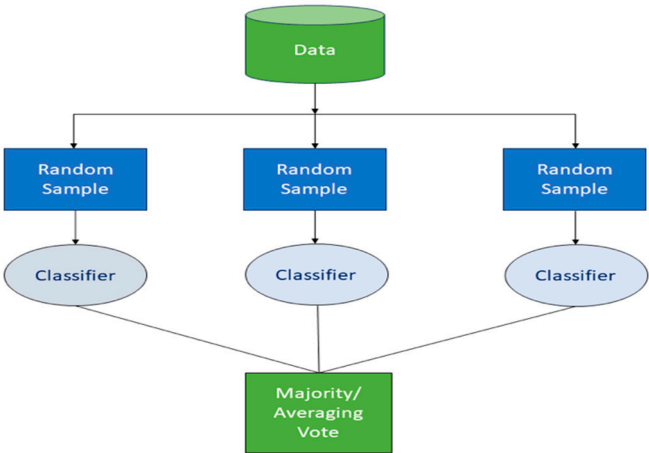 Data
Random
Sample
Random
Sample
Random
Sample
Classifier
Classifier
Classifier
Majority/
Averaging
Vote